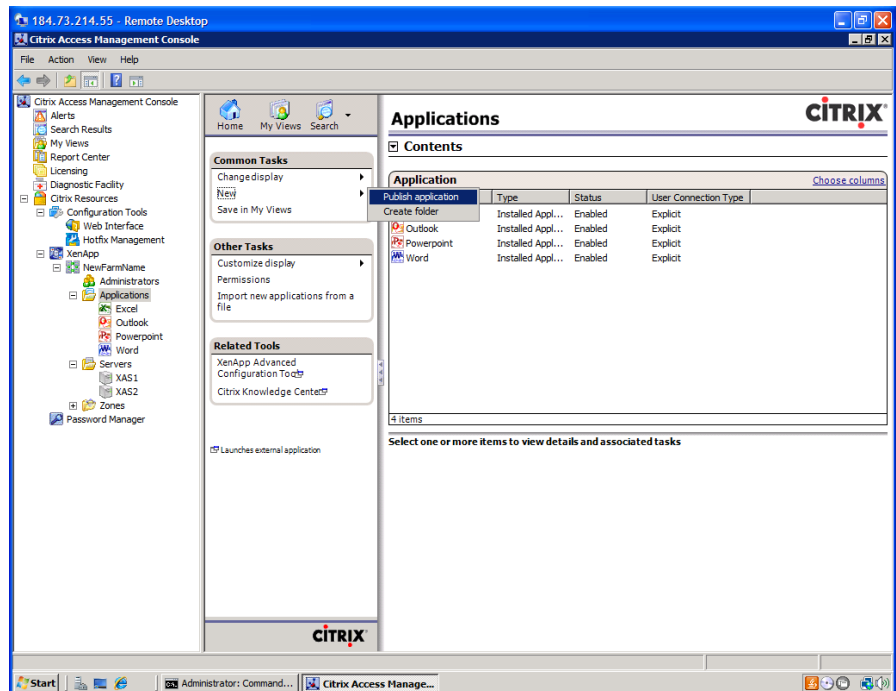 184.73.214.55 - Remote Desktop
Citrix Access Management Console
File Action View Help
Citrix Access Management Console
Alerts
Search Results
My Views
Report Center
Licensing
Diagnostic Facility
Citrix Resources
Configuration Tools
Web Interface
Hotfix Management
XenApp
NewFarmName
Administrators
Applications
Excel
Outlook
Powerpoint
Word
Servers
XAS1
XAS2
Zones
Password Manager
Home My Views Search
Common Tasks
Change display
New
Save in My Views
Publish application
Create folder
Other Tasks
Customize display
Permissions
Import new applications from a
file
Related Tools
XenApp Advanced
Configuration Tool
Citrix Knowledge Center
Launches external application
CITRIX
Applications
CITRIX
Contents
Application
Choose columns
Type Status User Connection Type
Installed Appl... Enabled Explicit
Outlook Installed Appl... Enabled Explicit
Powerpoint Installed Appl... Enabled Explicit
Word Installed Appl... Enabled Explicit
4 items
Select one or more items to view details and associated tasks
Start
Administrator: Command...
Citrix Access Manage...